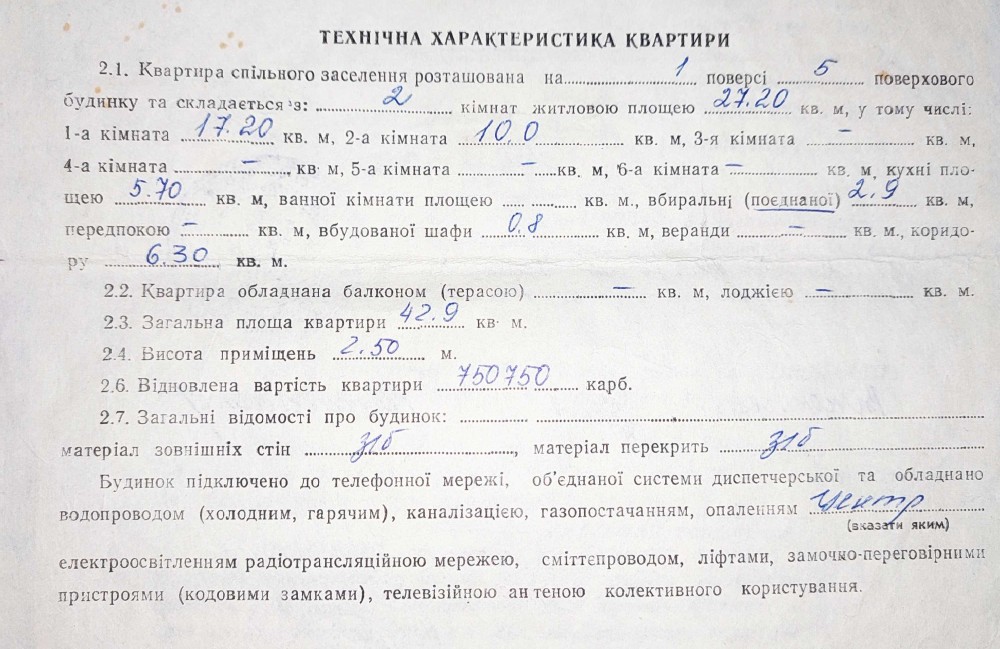 ТЕХНІЧНА ХАРАКТЕРИСТИКА КВАРТИРИ
2.1. Квартира спільного заселення розташована на 1 поверсі 5 поверхового
будинку та складається з: 2 кімнат житловою площею 27.20 кв. м, у тому числі:
1-а кімната 17.20 кв. м, 2-а кімната 10,0 кв. м, 3-я кімната – кв. м,
4-а кімната – кв. м, 5-а кімната – кв. м, 6-а кімната – кв. м, кухні пло-
щею 5.70 кв. м, ванної кімнати площею кв. м., вбиральні (поєднаної) 2.9 кв. м,
передпокою – кв. м, вбудованої шафи 0,8 кв. м, веранди – кв. м., коридо-
ру 6.30 кв. м.
2.2. Квартира обладнана балконом (терасою) – кв. м, лоджією – кв. м.
2.3. Загальна площа квартири 42.9 кв. м.
2.4. Висота приміщень 2.50 м.
2.6. Відновлена вартість квартири 750750 карб.
2.7. Загальні відомості про будинок:
матеріал зовнішніх стін з/б, матеріал перекрить з/б
Будинок підключено до телефонної мережі, об'єднаної системи диспетчерської та обладнано
водопроводом (холодним, гарячим), каналізацією, газопостачанням, опаленням центр
(вказати яким)
електроосвітленням радіотрансляційною мережею, сміттєпроводом, ліфтами, замочно-переговірними
пристроями (кодовими замками), телевізійною антеною колективного користування.